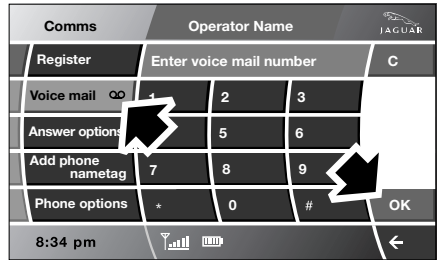 Comms Operator Name JAGUAR
Register Enter voice mail number C
Voice mail 1 2 3
Answer options 5 6
Add phone nametag 7 8 9
Phone options * 0 # OK
8:34 pm